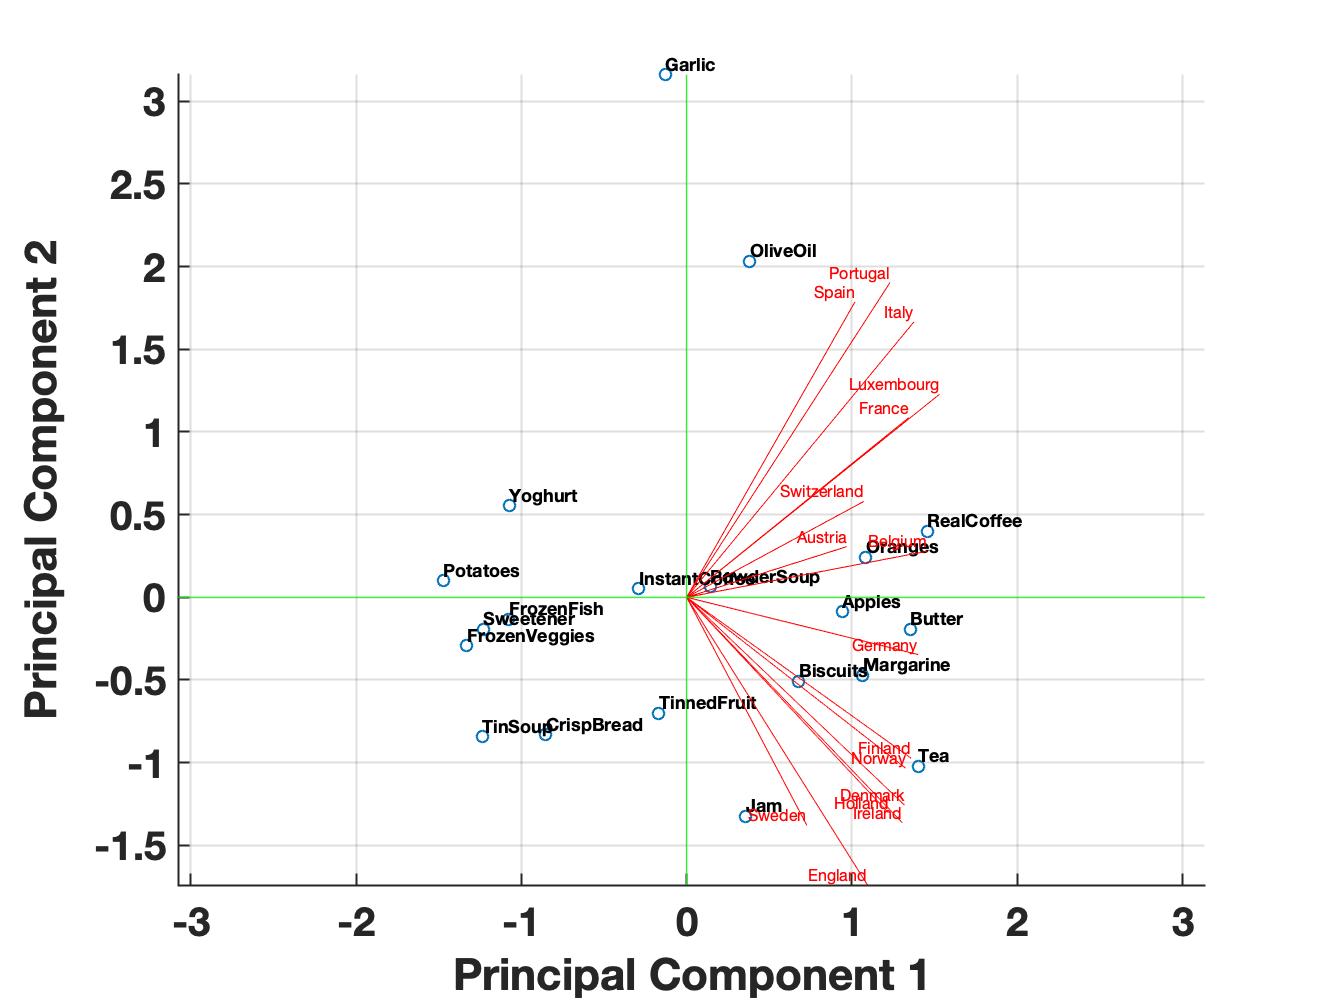 Garlic
3
2.5
OliveOil
2
Portugal
Spain
Italy
1.5
Luxembourg
France
1
Switzerland
Yoghurt
0.5
RealCoffee
Austria
Belgium
Oranges
Potatoes
InstantCoffee
PowderSoup
0
Apples
FrozenFish
Sweetener
Butter
FrozenVeggies
Germany
-0.5
Biscuits
Margarine
TinnedFruit
TinSoup
CrispBread
Finland
Norway
Tea
-1
Denmark
Holland
Jam
Sweden
Ireland
-1.5
England
-3
-2
-1
0
1
2
3
Principal Component 1
Principal Component 2